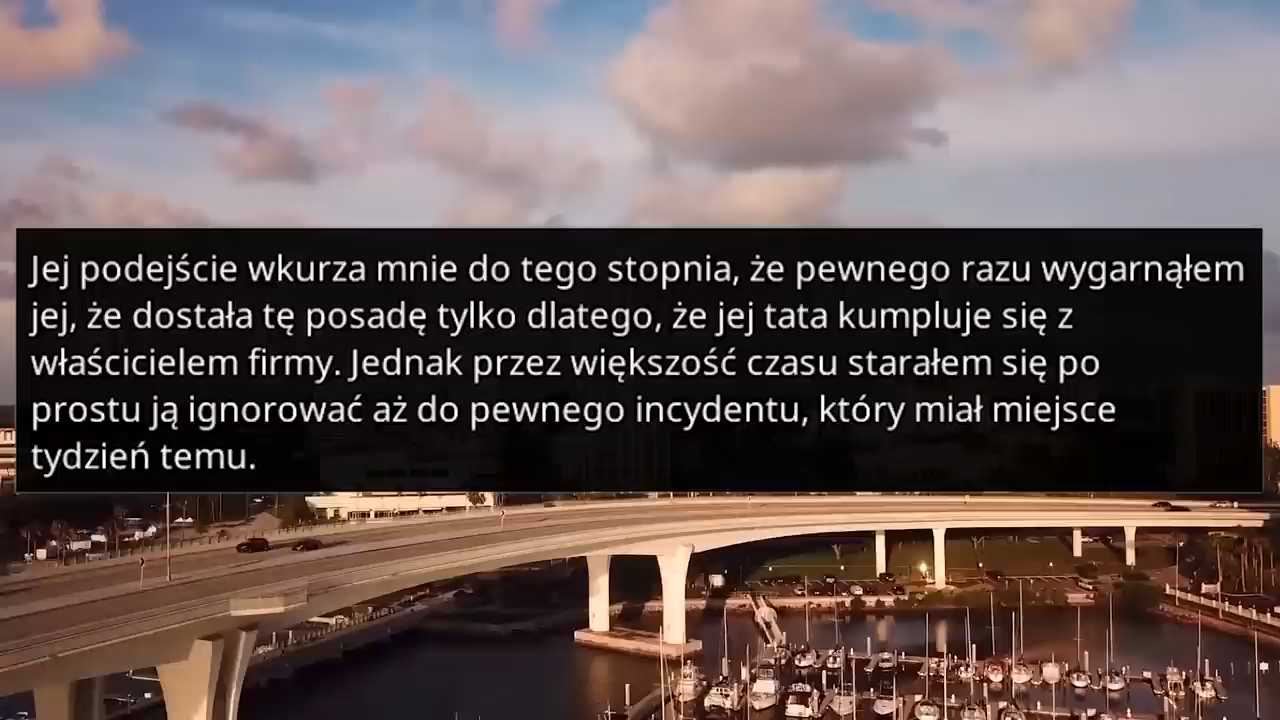 Jej podejście wkurza mnie do tego stopnia, że pewnego razu wygarnąłem
jej, że dostała tę posadę tylko dlatego, że jej tata kumpluje się z
właścicielem firmy. Jednak przez większość czasu starałem się po
prostu ją ignorować aż do pewnego incydentu, który miał miejsce
tydzień temu.